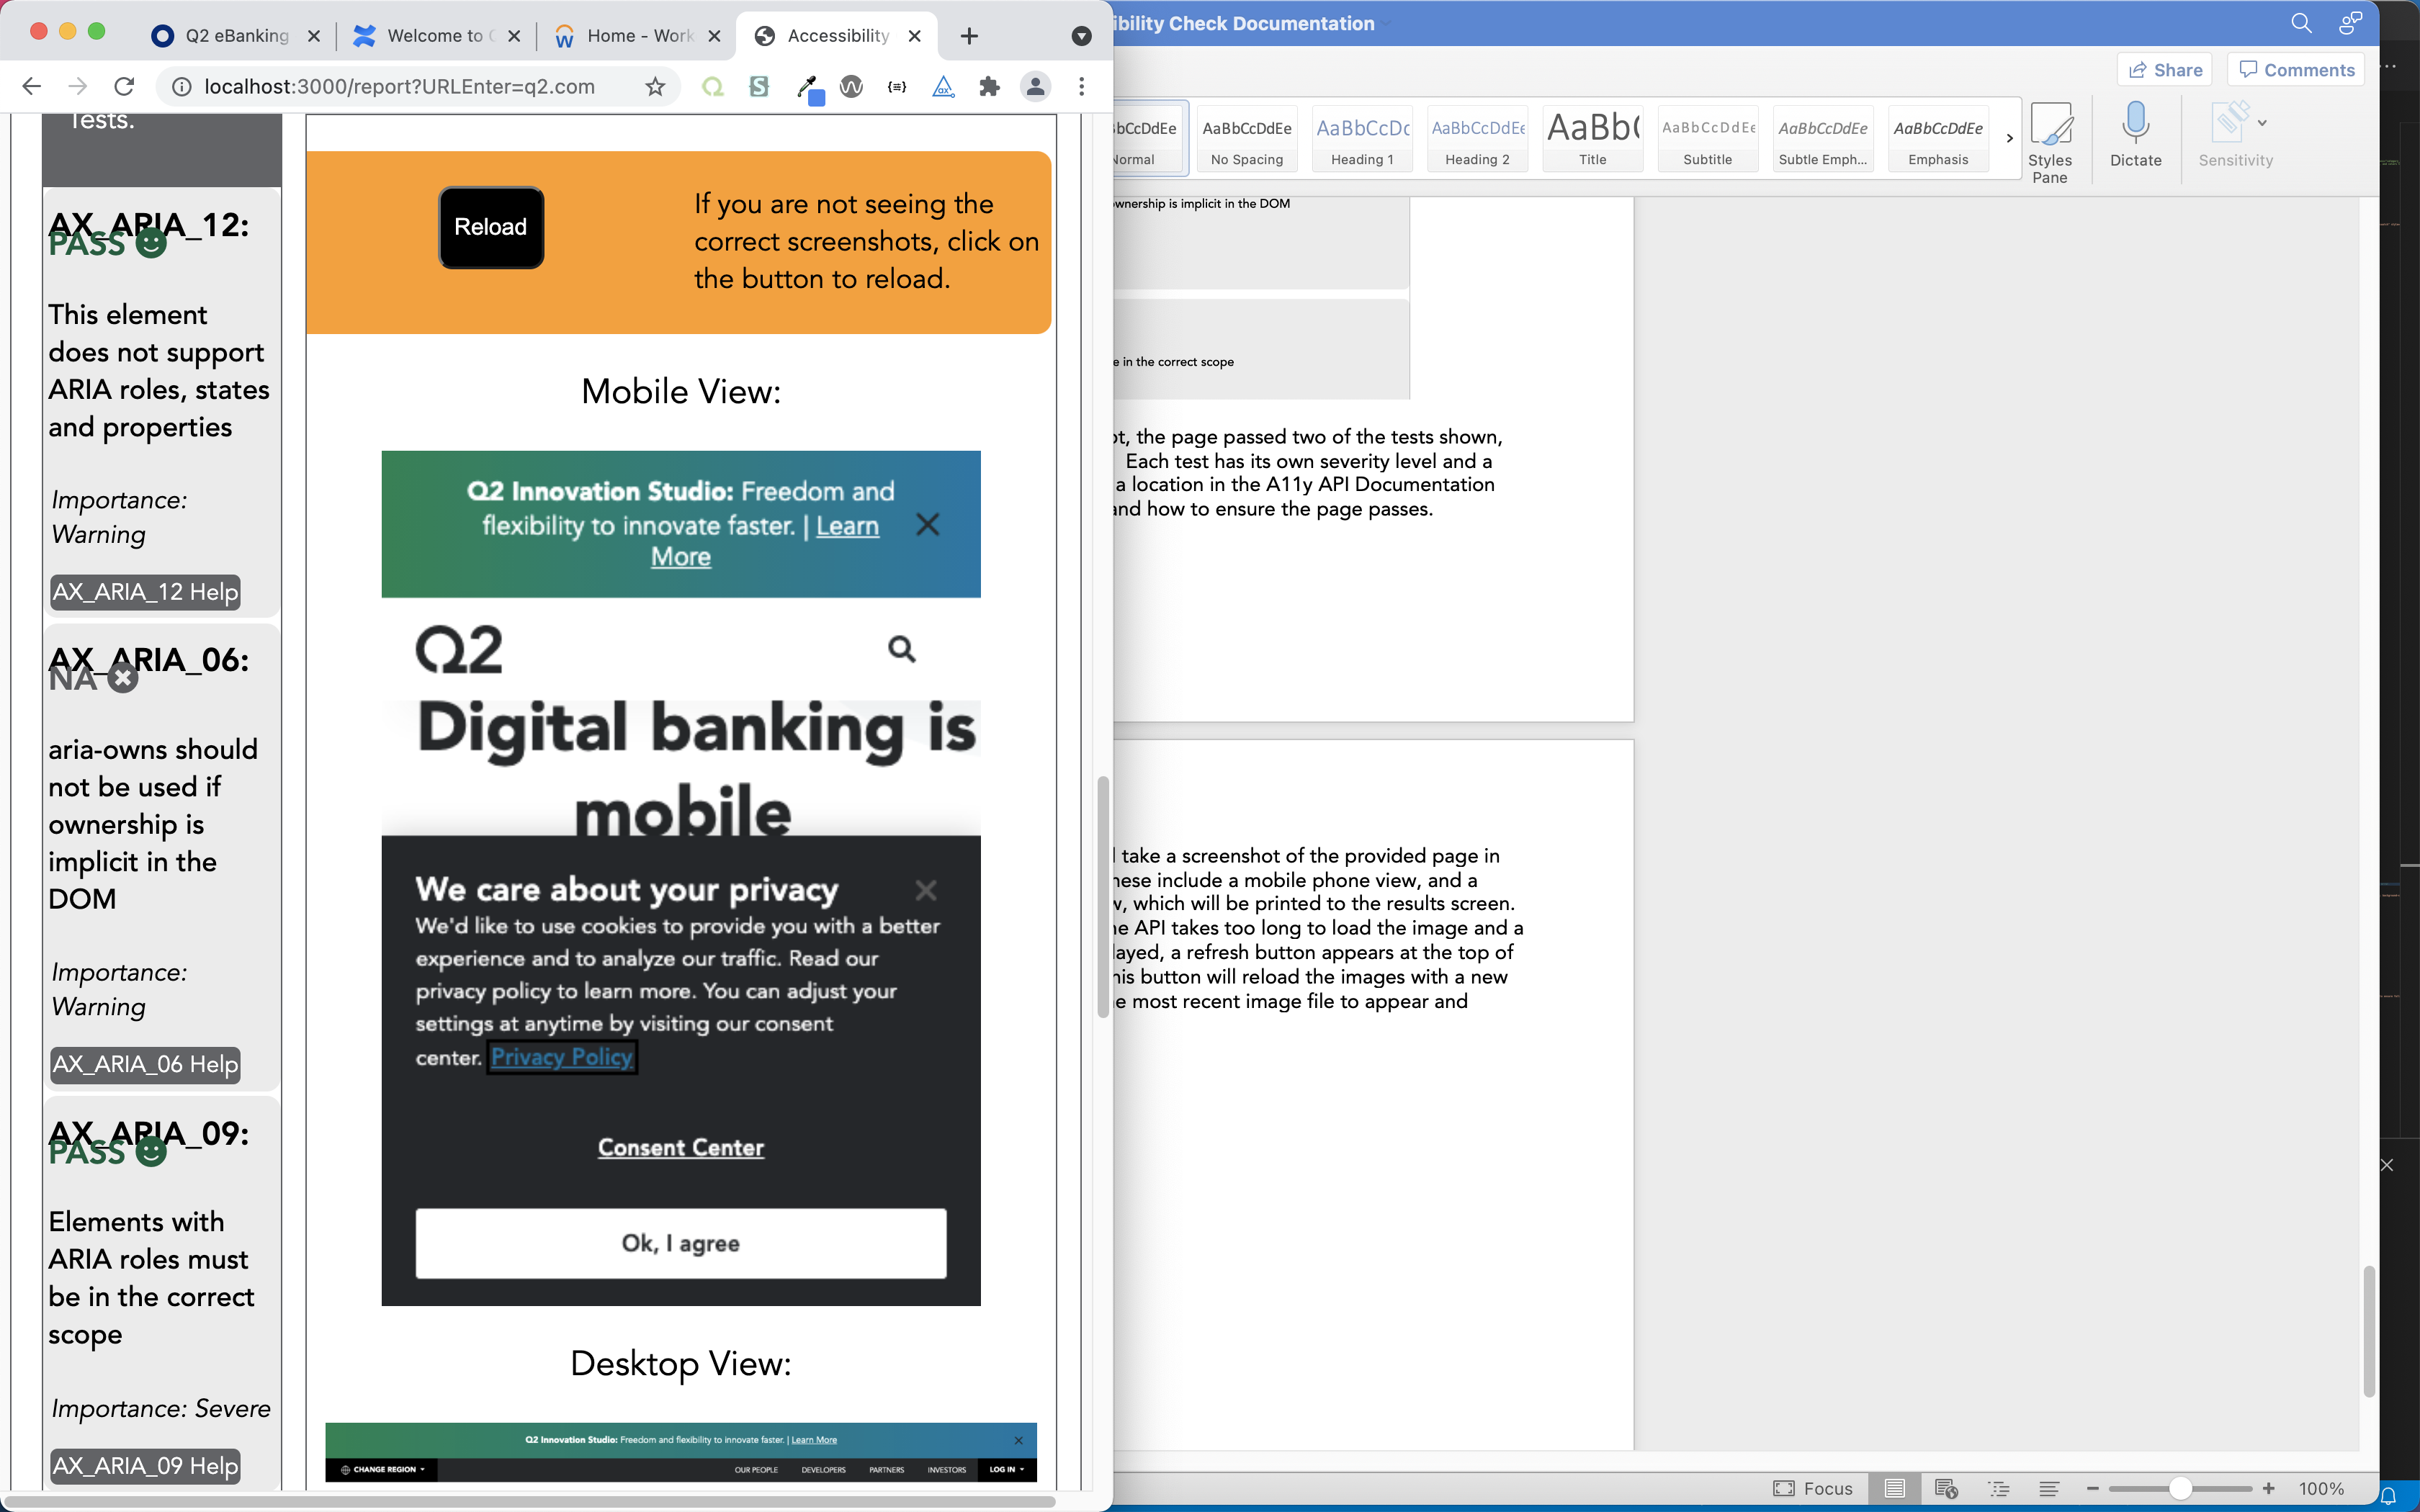 Q2 eBanking
Welcome to
Home - Work
Accessibility
localhost:3000/report?URLEnter=q2.com
Tests.
AX_ARIA_12:
PASS
This element
does not support
ARIA roles, states
and properties
Importance:
Warning
AX_ARIA_12 Help
AX_ARIA_06:
NA
aria-owns should
not be used if
ownership is
implicit in the
DOM
Importance:
Warning
AX_ARIA_06 Help
AX_ARIA_09:
PASS
Elements with
ARIA roles must
be in the correct
scope
Importance: Severe
AX_ARIA_09 Help
Reload
If you are not seeing the
correct screenshots, click on
the button to reload.
Mobile View:
Q2 Innovation Studio: Freedom and
flexibility to innovate faster. | Learn
More
Q2
Digital banking is
mobile
We care about your privacy
We'd like to use cookies to provide you with a better
experience and to analyze our traffic. Read our
privacy policy to learn more. You can adjust your
settings at anytime by visiting our consent
center. Privacy Policy
Consent Center
Ok, I agree
Desktop View:
Q2 Innovation Studio: Freedom and flexibility to innovate faster. | Learn More
CHANGE REGION
OUR PEOPLE DEVELOPERS PARTNERS INVESTORS LOG IN
ibility Check Documentation
Share
Comments
bCcDdEe AaBbCcDdEe AaBbCcDc AaBbCcDdEe AaBb( AaBbCcDdEe AaBbCcDdEe AaBbCcDdEe
Normal No Spacing Heading 1 Heading 2 Title Subtitle Subtle Emph... Emphasis
Styles
Pane
Dictate
Sensitivity
wnership is implicit in the DOM
e in the correct scope
ot, the page passed two of the tests shown,
Each test has its own severity level and a
a location in the A11y API Documentation
and how to ensure the page passes.
l take a screenshot of the provided page in
hese include a mobile phone view, and a
w, which will be printed to the results screen.
he API takes too long to load the image and a
layed, a refresh button appears at the top of
his button will reload the images with a new
e most recent image file to appear and
Focus
100%